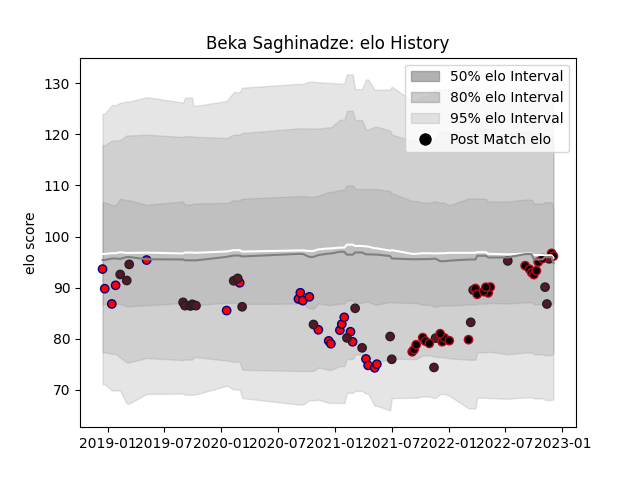 Beka Saghinadze: elo History
50% elo Interval
80% elo Interval
95% elo Interval
Post Match elo
elo score
130
120
110
100
90
80
70
2019-01 2019-07 2020-01 2020-07 2021-01 2021-07 2022-01 2022-07 2023-01